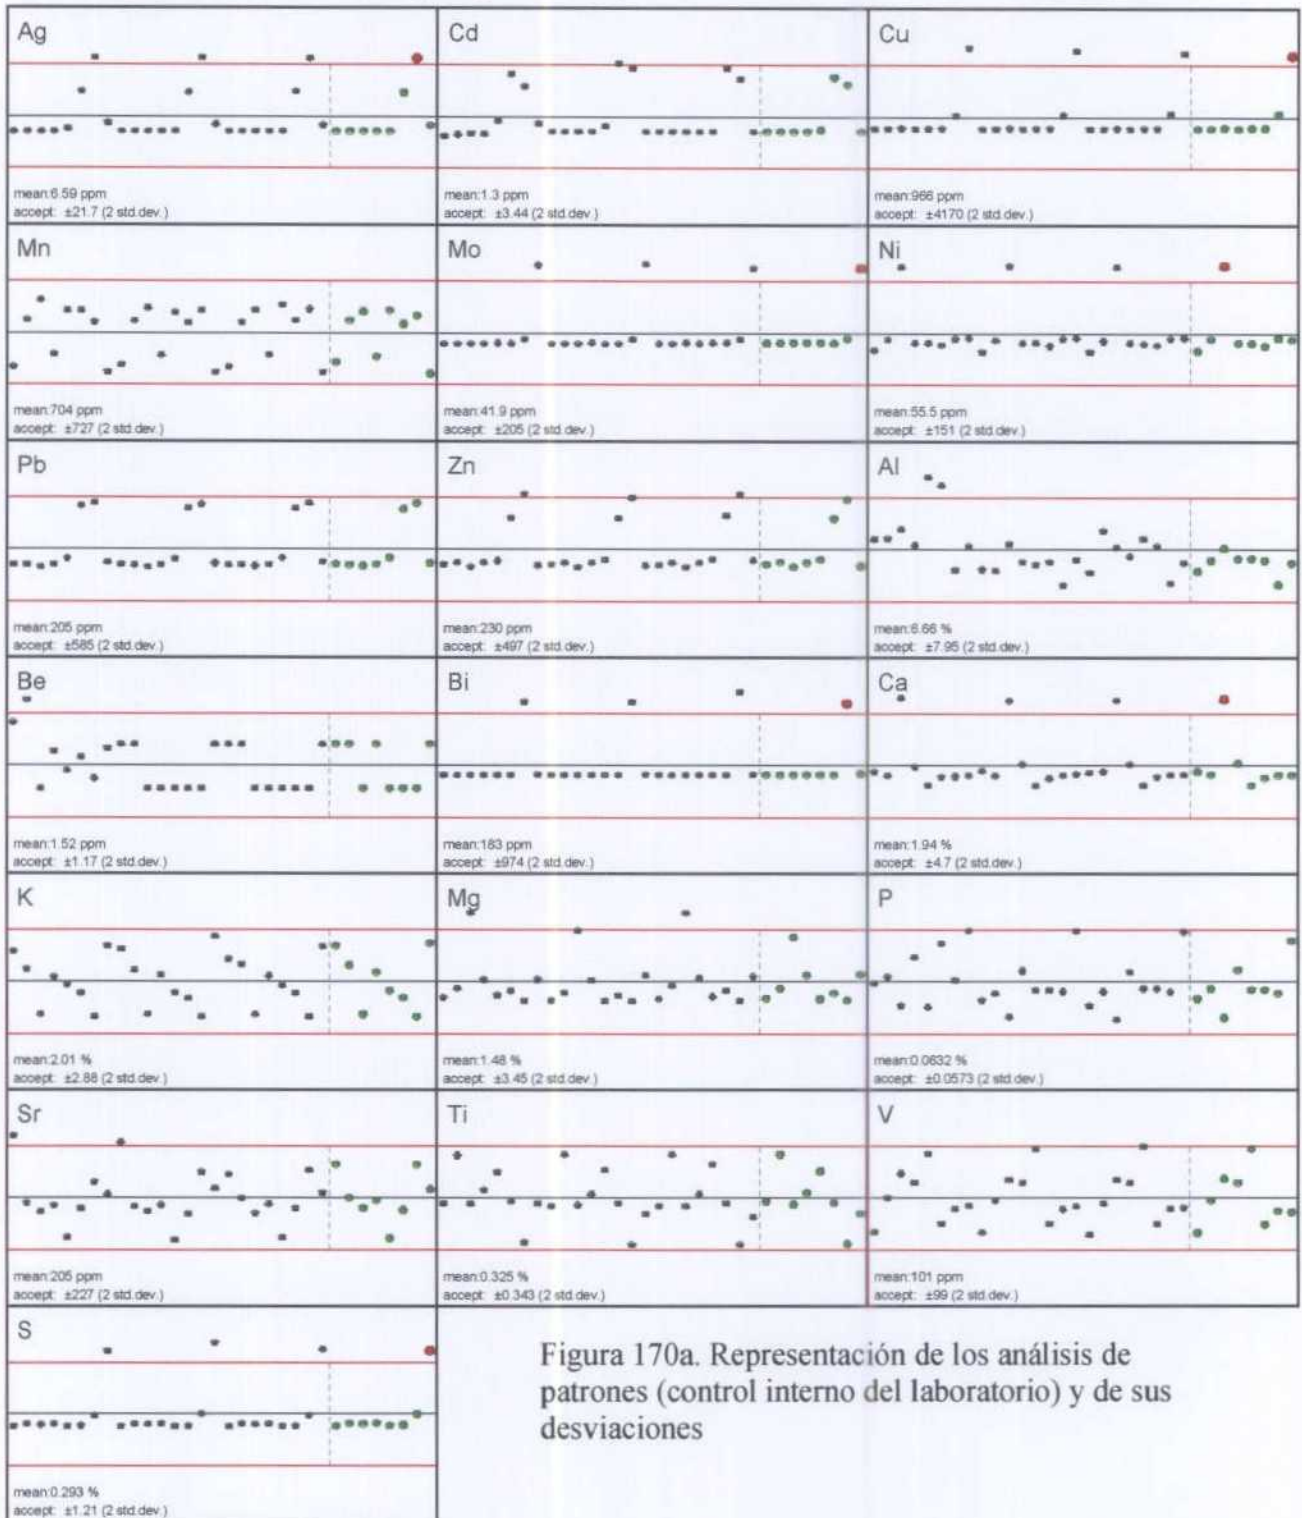 Ag
mean:6.59 ppm
accept: ±21.7 (2 std.dev.)
Cd
mean:1.3 ppm
accept: ±3.44 (2 std.dev.)
Cu
mean:966 ppm
accept: ±4170 (2 std.dev.)
Mn
mean:704 ppm
accept: ±727 (2 std.dev.)
Mo
mean:41.9 ppm
accept: ±205 (2 std.dev.)
Ni
mean:55.5 ppm
accept: ±151 (2 std.dev.)
Pb
mean:205 ppm
accept: ±585 (2 std.dev.)
Zn
mean:230 ppm
accept: ±497 (2 std.dev.)
Al
mean:6.66 %
accept: ±7.95 (2 std.dev.)
Be
mean:1.52 ppm
accept: ±1.17 (2 std.dev.)
Bi
mean:183 ppm
accept: ±974 (2 std.dev.)
Ca
mean:1.94 %
accept: ±4.7 (2 std.dev.)
K
mean:2.01 %
accept: ±2.88 (2 std.dev.)
Mg
mean:1.48 %
accept: ±3.45 (2 std.dev.)
P
mean:0.0632 %
accept: ±0.0573 (2 std.dev.)
Sr
mean:205 ppm
accept: ±227 (2 std.dev.)
Ti
mean:0.325 %
accept: ±0.343 (2 std.dev.)
V
mean:101 ppm
accept: ±99 (2 std.dev.)
S
mean:0.293 %
accept: ±1.21 (2 std.dev.)
Figura 170a. Representación de los análisis de
patrones (control interno del laboratorio) y de sus
desviaciones